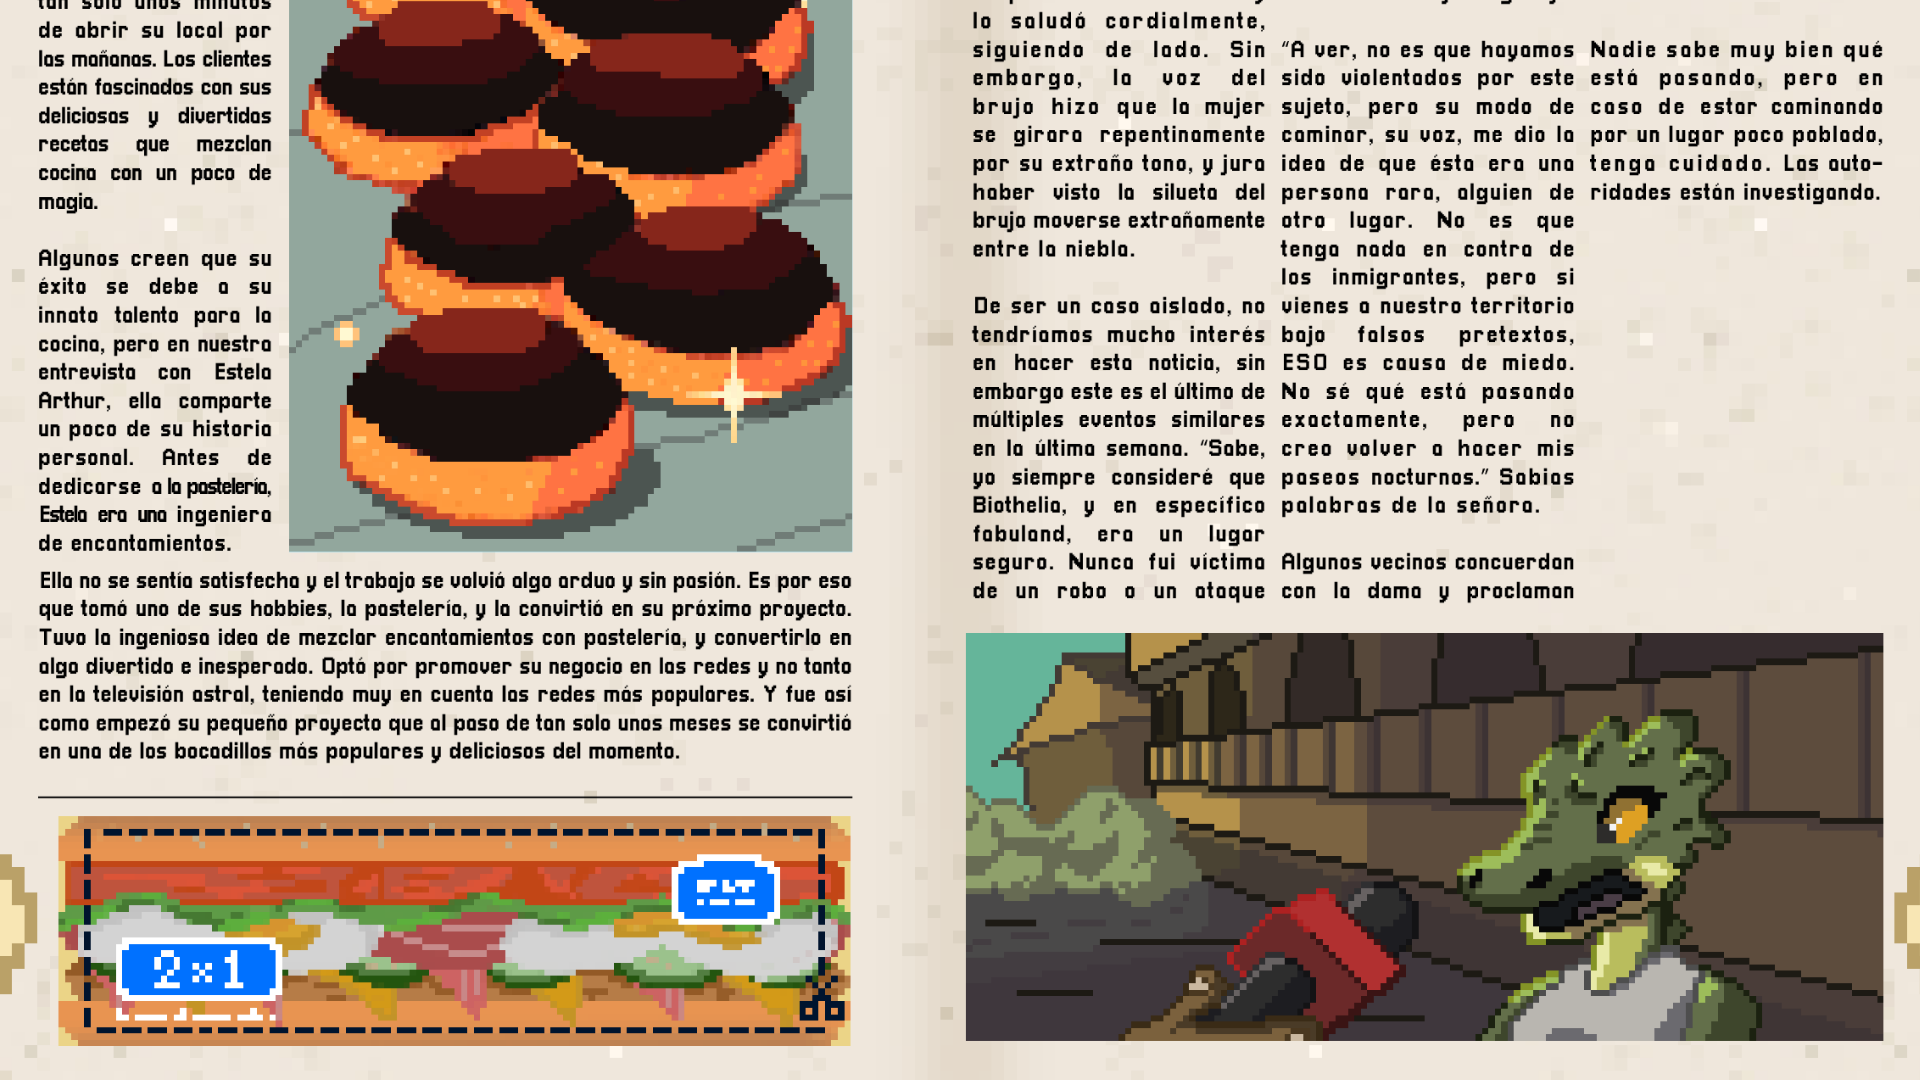 tan solo unos minutos
de abrir su local por
las mañanas. Los clientes
están fascinados con sus
deliciosas y divertidas
recetas que mezclan
cocina con un poco de
magia.
Algunos creen que su
éxito se debe a su
innato talento para la
cocina, pero en nuestra
entrevista con Estela
Arthur, ella comparte
un poco de su historia
personal. Antes de
dedicarse a la pastelería,
Estela era una ingeniera
de encantamientos.
Ella no se sentía satisfecha y el trabajo se volvió algo arduo y sin pasión. Es por eso
que tomó uno de sus hobbies, la pastelería, y la convirtió en su próximo proyecto.
Tuvo la ingeniosa idea de mezclar encantamientos con pastelería, y convertirlo en
algo divertido e inesperado. Optó por promover su negocio en las redes y no tanto
en la televisión astral, teniendo muy en cuenta las redes más populares. Y fue así
como empezó su pequeño proyecto que al paso de tan solo unos meses se convirtió
en una de los bocadillos más populares y deliciosos del momento.
2x1
lo saludó cordialmente,
siguiendo de lado. Sin
embargo, la voz del
brujo hizo que la mujer
se girara repentinamente
por su extraño tono, y jura
haber visto la silueta del
brujo moverse extrañamente
entre la niebla.
De ser un caso aislado, no
tendríamos mucho interés
en hacer esta noticia, sin
embargo este es el último de
múltiples eventos similares
en la última semana. "Sabe,
yo siempre consideré que
Biothelia, y en específico
fabuland, era un lugar
seguro. Nunca fui víctima
de un robo o un ataque
"A ver, no es que hayamos
sido violentados por este
sujeto, pero su modo de
caminar, su voz, me dio la
idea de que ésta era una
persona rara, alguien de
otro lugar. No es que
tenga nada en contra de
los inmigrantes, pero si
vienes a nuestro territorio
bajo falsos pretextos,
ESO es causa de miedo.
No sé qué está pasando
exactamente, pero no
creo volver a hacer mis
paseos nocturnos." Sabias
palabras de la señora.
Algunos vecinos concuerdan
con la dama y proclaman
Nadie sabe muy bien qué
está pasando, pero en
caso de estar caminando
por un lugar poco poblado,
tenga cuidado. Las auto-
ridades están investigando.